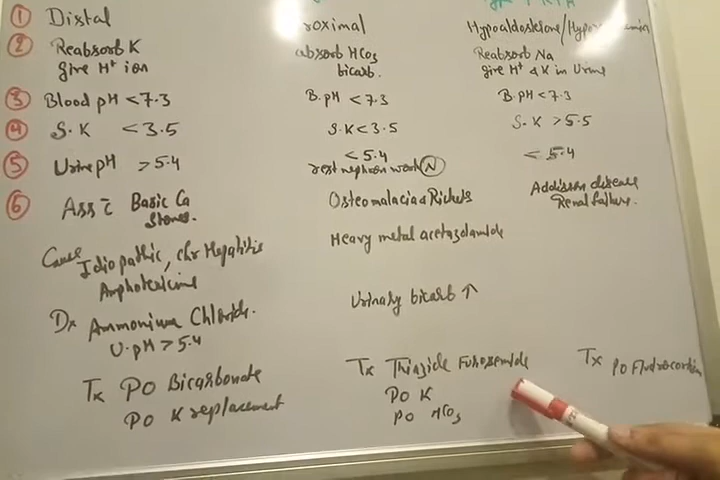 ① Distal
② Reabsorb K
give H+ ion
③ Blood pH < 7.3
④ S.K < 3.5
⑤ Urine pH > 5.4
⑥ Ass c̄ Basic Ca
Stones.
Cause Idiopathic, Chr Hepatitis
Dx Ammonium Chloride.
U.pH > 5.4
Tx PO Bicarbonate
PO K replacement
roximal
absorb HCO3
bicarb.
B.pH < 7.3
S.K < 3.5
< 5.4
rest nephron work Ⓝ
Osteomalacia & Rickets
Heavy metal acetazolamide
Urinary bicarb ↑
Tx Thiazide Furosemide
PO K
PO HCO3
Reabsorb Na
give H+ & K in Urine
B.pH < 7.3
S.K > 5.5
< 5.4
Addison disease
Renal failure.
Tx PO Fludrocortin